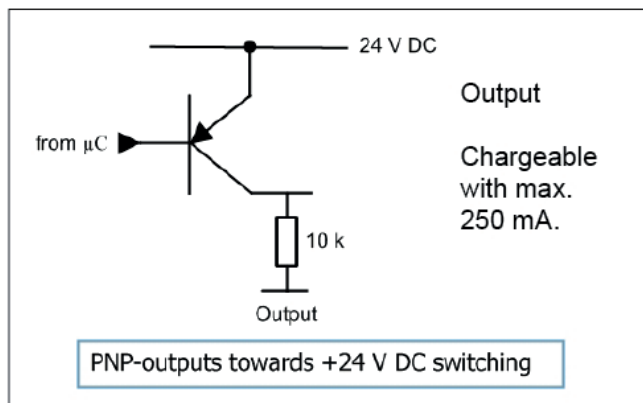 24 V DC
Output
from µC
Chargeable
with max.
250 mA.
10 k
Output
PNP-outputs towards +24 V DC switching